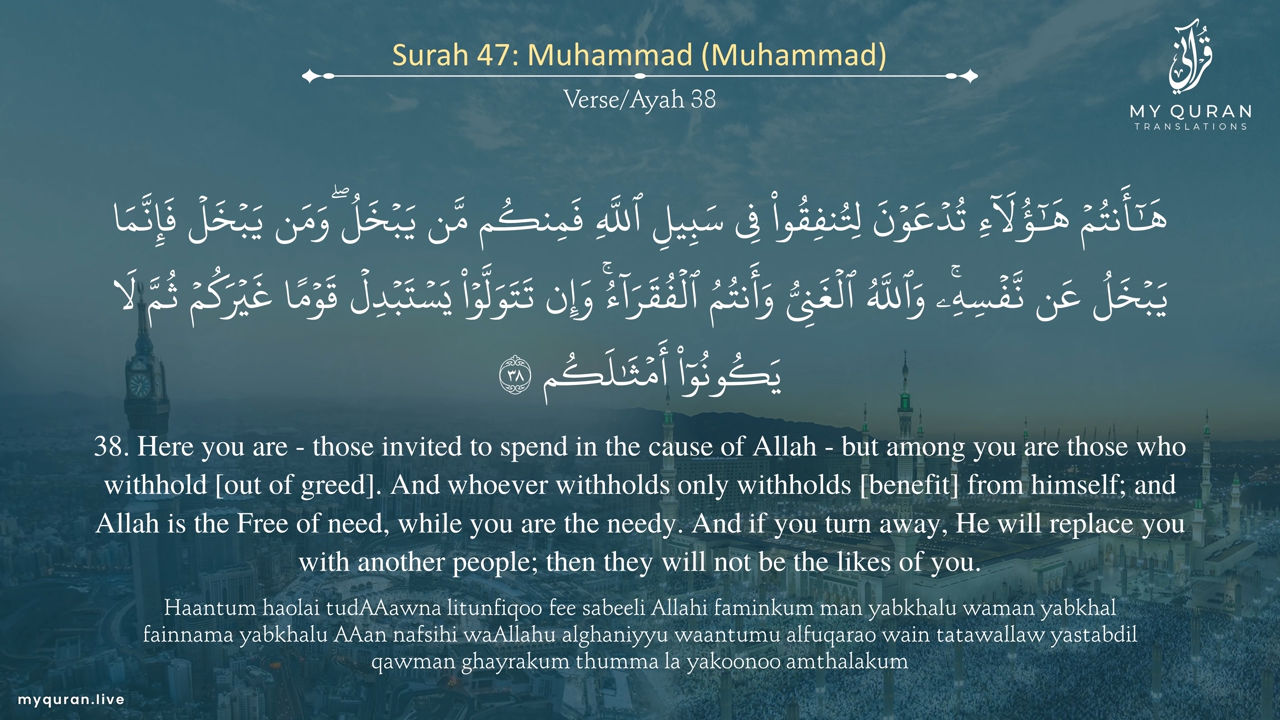 Surah 47: Muhammad (Muhammad)
Verse/Ayah 38
قرآني
MY QURAN
TRANSLATIONS
هَـٰٓأَنتُمْ هَـٰٓؤُلَآءِ تُدْعَوْنَ لِتُنفِقُوا۟ فِى سَبِيلِ ٱللَّهِ فَمِنكُم مَّن يَبْخَلُ ۖ وَمَن يَبْخَلْ فَإِنَّمَا
يَبْخَلُ عَن نَّفْسِهِۦ ۚ وَٱللَّهُ ٱلْغَنِىُّ وَأَنتُمُ ٱلْفُقَرَآءُ ۚ وَإِن تَتَوَلَّوْا۟ يَسْتَبْدِلْ قَوْمًا غَيْرَكُمْ ثُمَّ لَا
يَكُونُوٓا۟ أَمْثَـٰلَكُم ٣٨
38. Here you are - those invited to spend in the cause of Allah - but among you are those who
withhold [out of greed]. And whoever withholds only withholds [benefit] from himself; and
Allah is the Free of need, while you are the needy. And if you turn away, He will replace you
with another people; then they will not be the likes of you.
Haantum haolai tudAAawna litunfiqoo fee sabeeli Allahi faminkum man yabkhalu waman yabkhal
fainnama yabkhalu AAan nafsihi waAllahu alghaniyyu waantumu alfuqarao wain tatawallaw yastabdil
qawman ghayrakum thumma la yakoonoo amthalakum
myquran.live